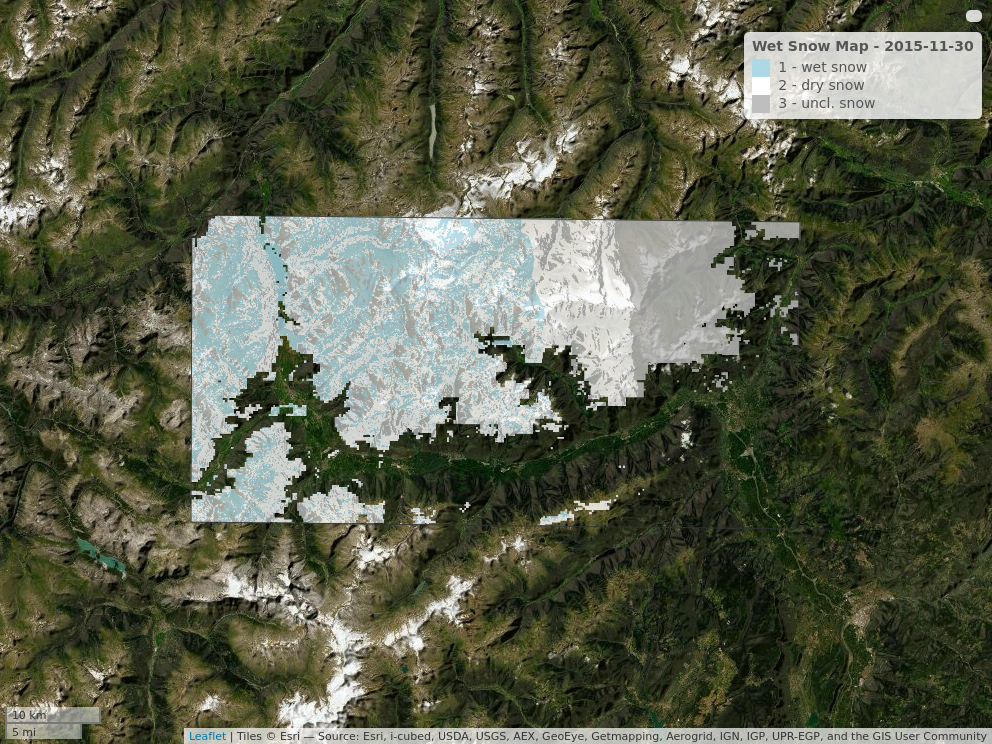 Wet Snow Map - 2015-11-30
1 - wet snow
2 - dry snow
3 - uncl. snow
10 km
5 mi
Leaflet | Tiles © Esri — Source: Esri, i-cubed, USDA, USGS, AEX, GeoEye, Getmapping, Aerogrid, IGN, IGP, UPR-EGP, and the GIS User Community